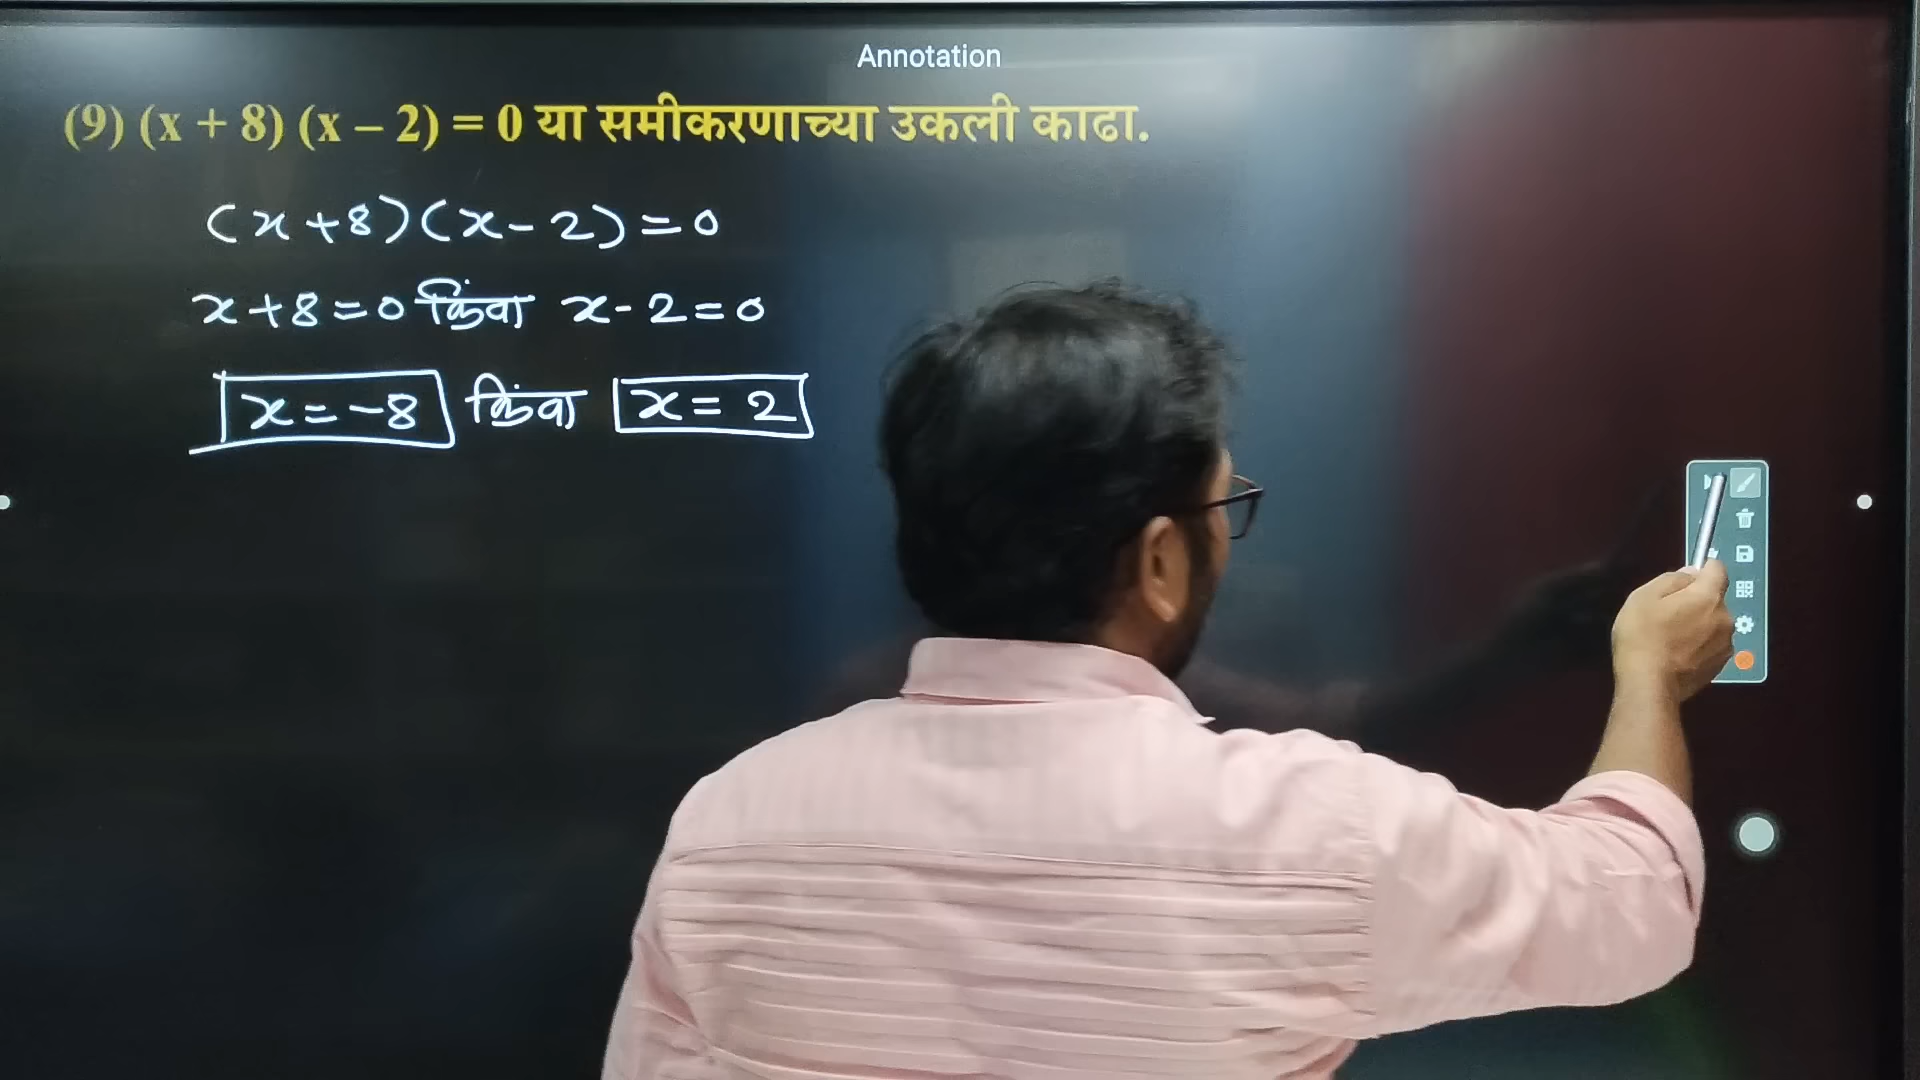 Annotation
(9) (x + 8) (x – 2) = 0 या समीकरणाच्या उकली काढा.
(x+8)(x-2)=0
x+8=0 किंवा x-2=0
x=-8 किंवा x=2